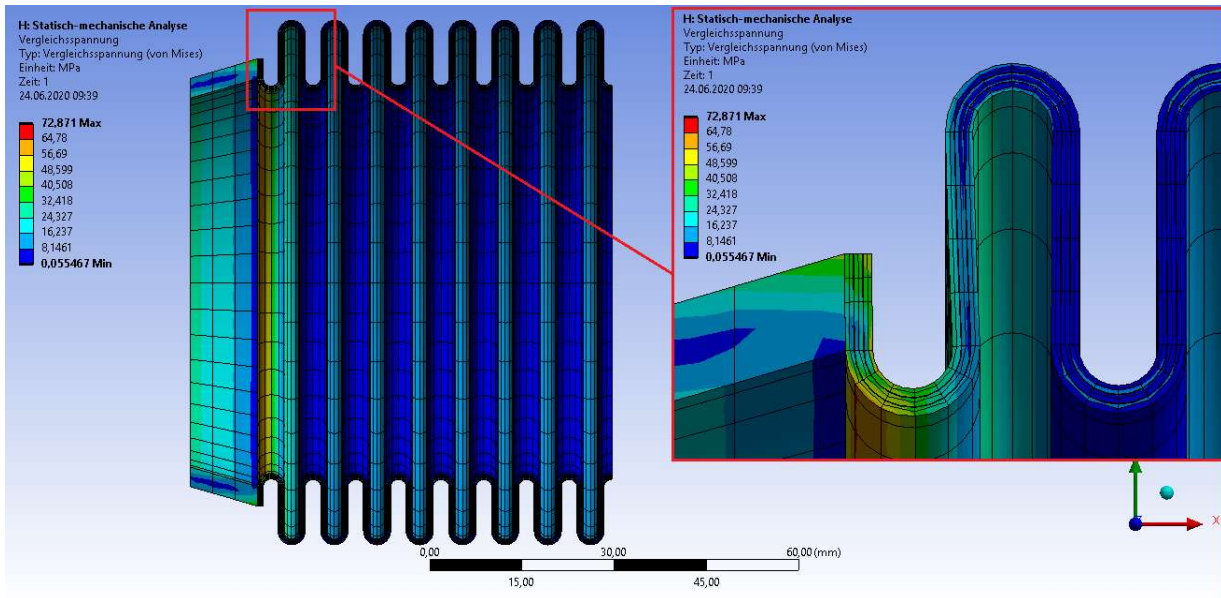 H: Statisch-mechanische Analyse
Vergleichsspannung
Typ: Vergleichsspannung (von Mises)
Einheit: MPa
Zeit: 1
24.06.2020 09:39
72,871 Max
64,78
56,69
48,599
40,508
32,418
24,327
16,237
8,1461
0,055467 Min
0,00 30,00 60,00 (mm)
15,00 45,00
H: Statisch-mechanische Analyse
Vergleichsspannung
Typ: Vergleichsspannung (von Mises)
Einheit: MPa
Zeit: 1
24.06.2020 09:39
72,871 Max
64,78
56,69
48,599
40,508
32,418
24,327
16,237
8,1461
0,055467 Min
X